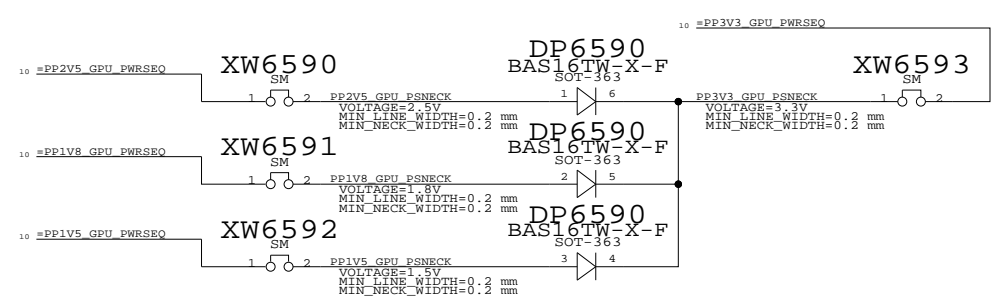 10 =PP3V3_GPU_PWRSEQ
10 =PP2V5_GPU_PWRSEQ
XW6590
SM
1 2
PP2V5_GPU_PSNECK
VOLTAGE=2.5V
MIN_LINE_WIDTH=0.2 mm
MIN_NECK_WIDTH=0.2 mm
DP6590
BAS16TW-X-F
SOT-363
1 6
PP3V3_GPU_PSNECK
VOLTAGE=3.3V
MIN_LINE_WIDTH=0.2 mm
MIN_NECK_WIDTH=0.2 mm
XW6593
SM
1 2
10 =PP1V8_GPU_PWRSEQ
XW6591
SM
1 2
PP1V8_GPU_PSNECK
VOLTAGE=1.8V
MIN_LINE_WIDTH=0.2 mm
MIN_NECK_WIDTH=0.2 mm
DP6590
BAS16TW-X-F
SOT-363
2 5
10 =PP1V5_GPU_PWRSEQ
XW6592
SM
1 2
PP1V5_GPU_PSNECK
VOLTAGE=1.5V
MIN_LINE_WIDTH=0.2 mm
MIN_NECK_WIDTH=0.2 mm
DP6590
BAS16TW-X-F
SOT-363
3 4